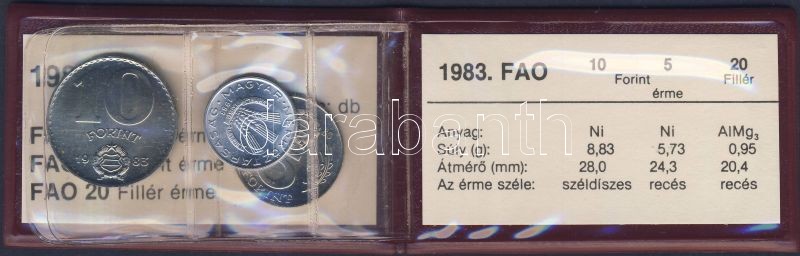 10
FORINT
1983
MAGYAR
: db
FAO 20 Fillér érme
darabanth
1983. FAO 10 5 20
Forint Fillér
érme
Anyag: Ni Ni AlMg3
Súly (g): 8,83 5,73 0,95
Átmérő (mm): 28,0 24,3 20,4
Az érme széle: széldíszes recés recés